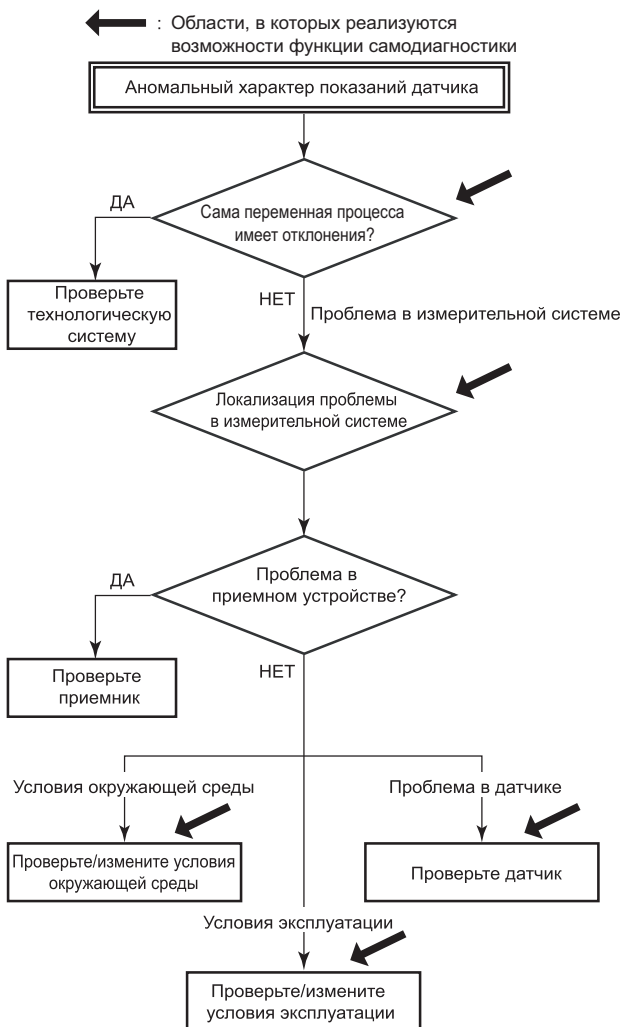 : Области, в которых реализуются
возможности функции самодиагностики
Аномальный характер показаний датчика
Сама переменная процесса
имеет отклонения?
ДА
Проверьте
технологическую
систему
НЕТ
Проблема в измерительной системе
Локализация проблемы
в измерительной системе
Проблема в
приемном устройстве?
ДА
Проверьте
приемник
НЕТ
Условия окружающей среды
Проблема в датчике
Проверьте/измените условия
окружающей среды
Проверьте датчик
Условия эксплуатации
Проверьте/измените
условия эксплуатации